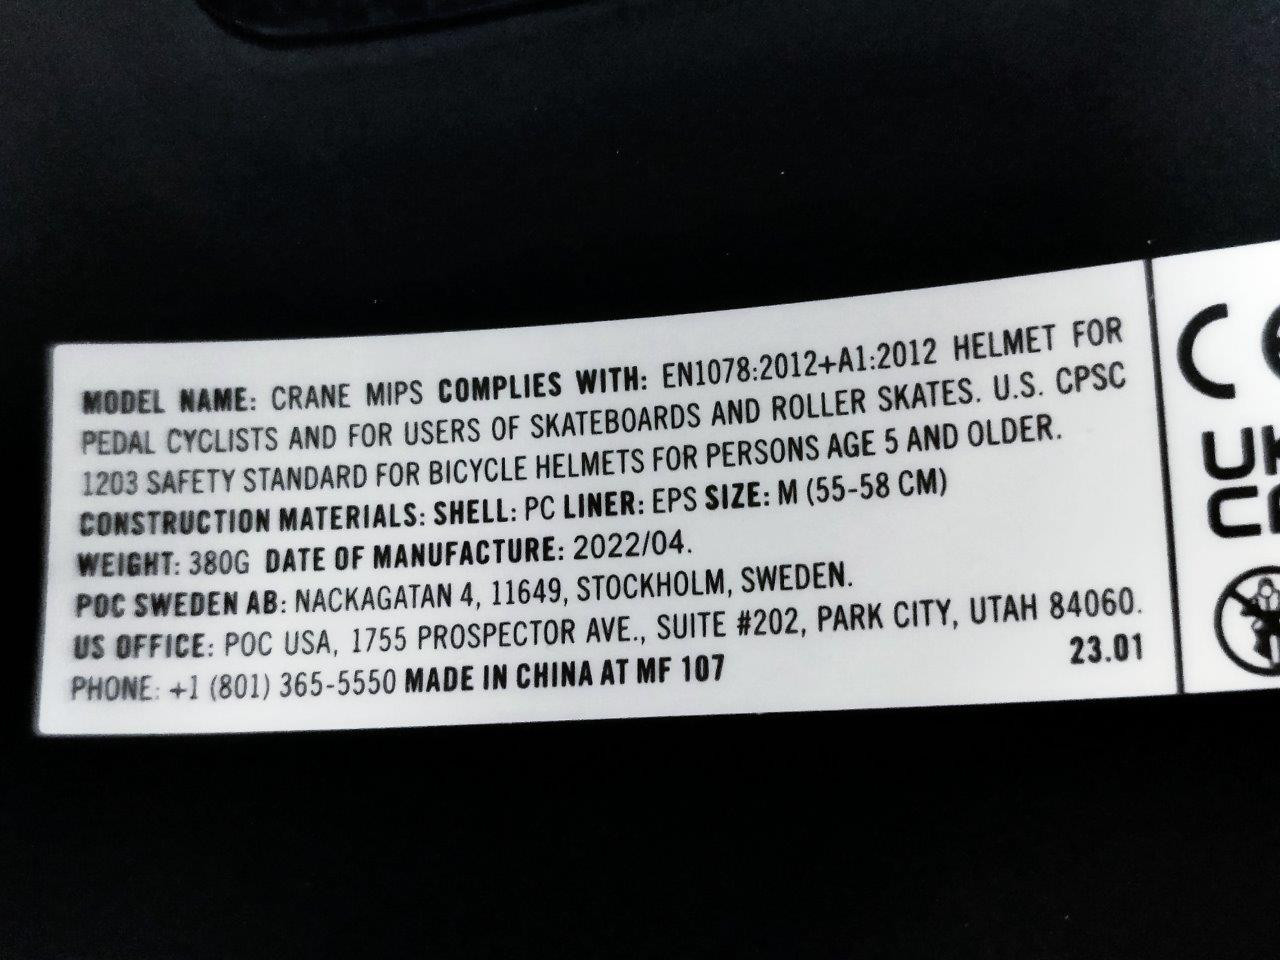 MODEL NAME: CRANE MIPS COMPLIES WITH: EN1078:2012+A1:2012 HELMET FOR
PEDAL CYCLISTS AND FOR USERS OF SKATEBOARDS AND ROLLER SKATES. U.S. CPSC
1203 SAFETY STANDARD FOR BICYCLE HELMETS FOR PERSONS AGE 5 AND OLDER.
CONSTRUCTION MATERIALS: SHELL: PC LINER: EPS SIZE: M (55-58 CM)
WEIGHT: 380G DATE OF MANUFACTURE: 2022/04.
POC SWEDEN AB: NACKAGATAN 4, 11649, STOCKHOLM, SWEDEN.
US OFFICE: POC USA, 1755 PROSPECTOR AVE., SUITE #202, PARK CITY, UTAH 84060.
PHONE: +1 (801) 365-5550 MADE IN CHINA AT MF 107
23.01
CE
UK
CA